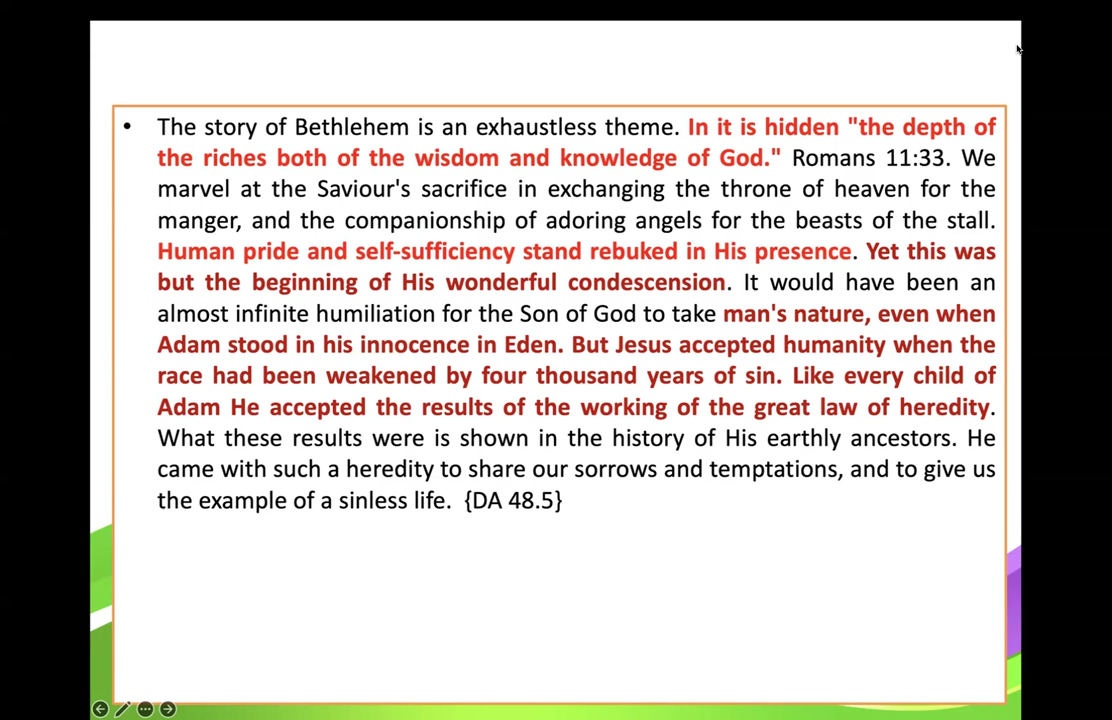 • The story of Bethlehem is an exhaustless theme. In it is hidden "the depth of
the riches both of the wisdom and knowledge of God." Romans 11:33. We
marvel at the Saviour's sacrifice in exchanging the throne of heaven for the
manger, and the companionship of adoring angels for the beasts of the stall.
Human pride and self-sufficiency stand rebuked in His presence. Yet this was
but the beginning of His wonderful condescension. It would have been an
almost infinite humiliation for the Son of God to take man's nature, even when
Adam stood in his innocence in Eden. But Jesus accepted humanity when the
race had been weakened by four thousand years of sin. Like every child of
Adam He accepted the results of the working of the great law of heredity.
What these results were is shown in the history of His earthly ancestors. He
came with such a heredity to share our sorrows and temptations, and to give us
the example of a sinless life. {DA 48.5}